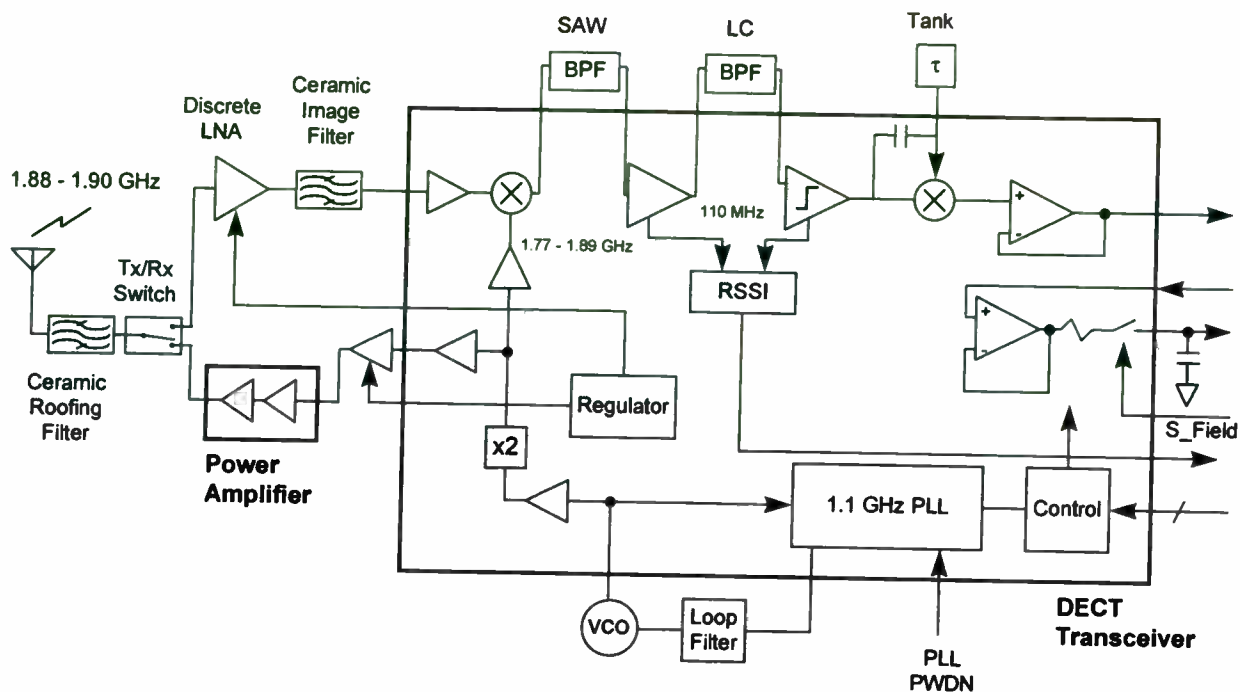 SAW
LC
Tank
BPF
BPF
τ
Discrete
LNA
Ceramic
Image
Filter
1.88 - 1.90 GHz
110 MHz
1.77 - 1.89 GHz
+
-
Tx/Rx
Switch
RSSI
+
-
Ceramic
Roofing
Filter
Regulator
S_Field
x2
Power
Amplifier
1.1 GHz PLL
Control
VCO
Loop
Filter
DECT
Transceiver
PLL
PWDN